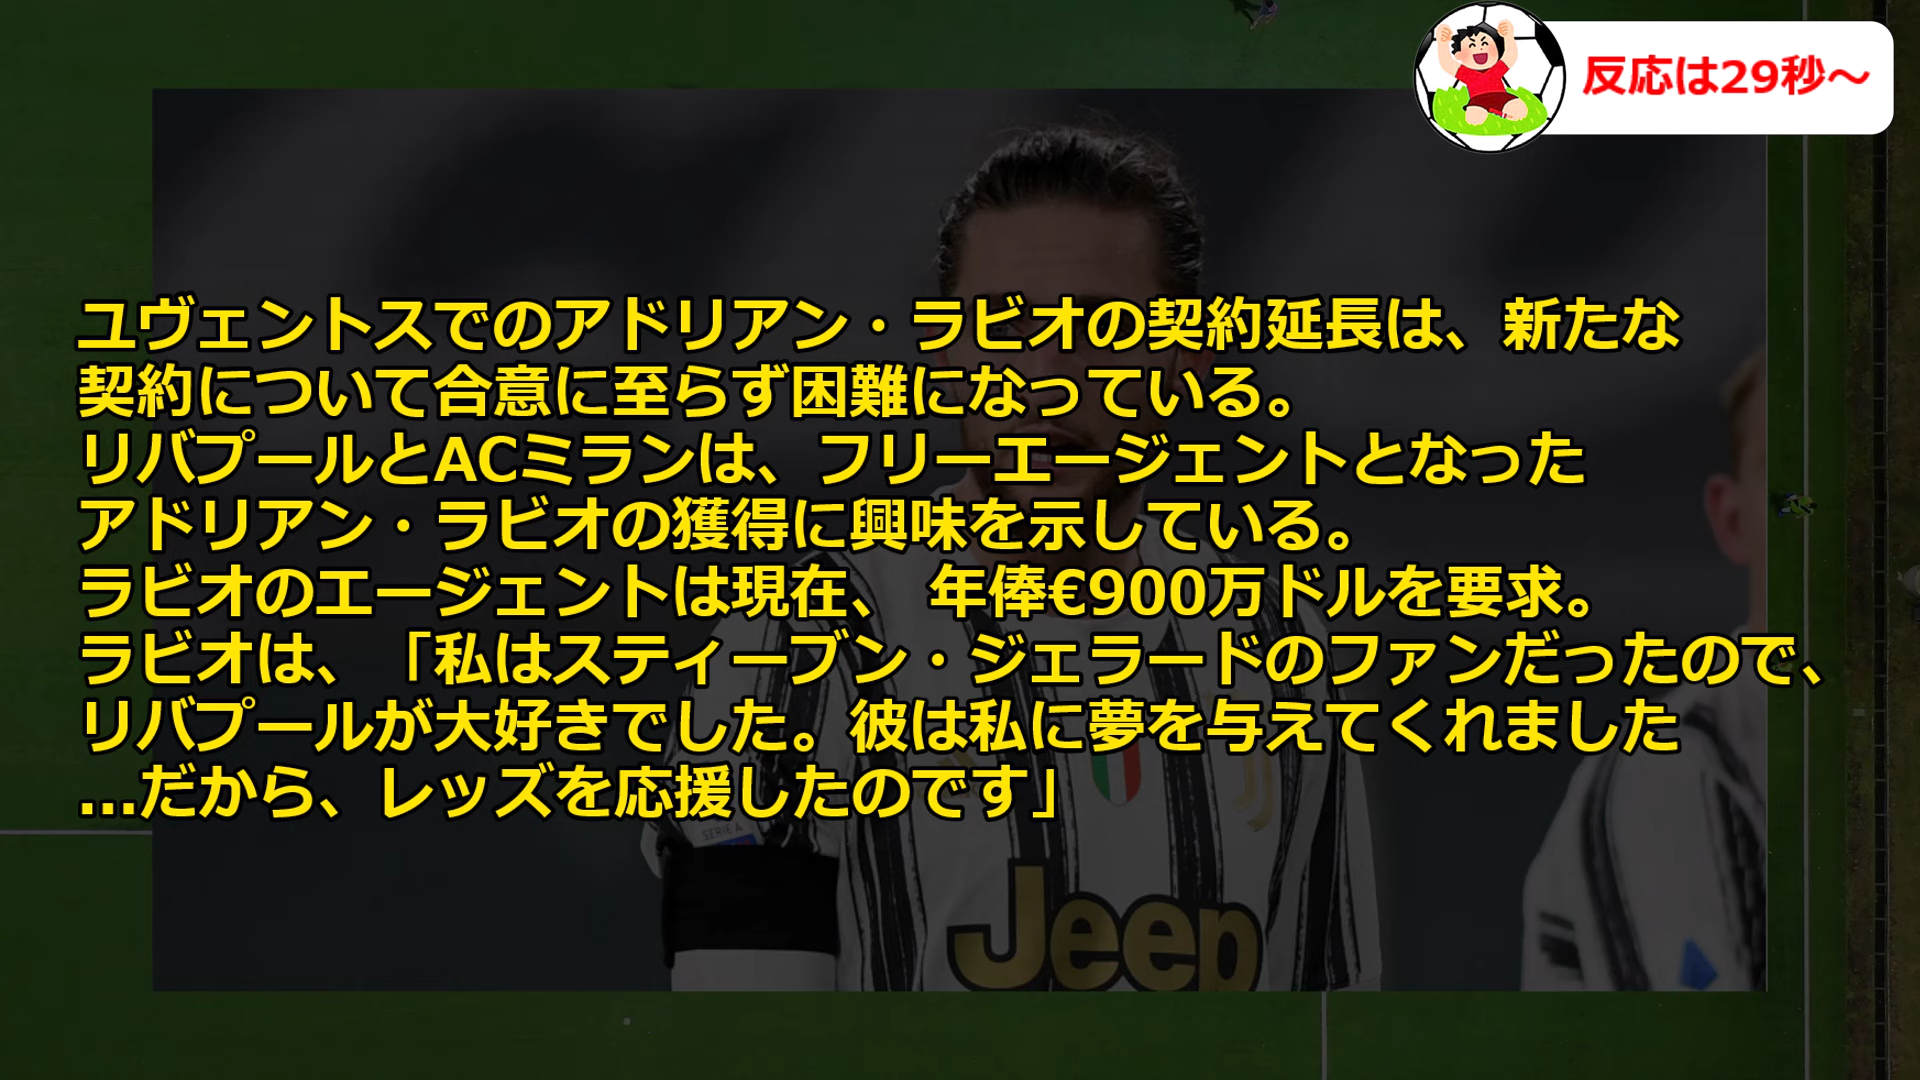 反応は29秒～
ユヴェントスでのアドリアン・ラビオの契約延長は、新たな
契約について合意に至らず困難になっている。
リバプールとACミランは、フリーエージェントとなった
アドリアン・ラビオの獲得に興味を示している。
ラビオのエージェントは現在、 年俸€900万ドルを要求。
ラビオは、「私はスティーブン・ジェラードのファンだったので、
リバプールが大好きでした。彼は私に夢を与えてくれました
...だから、レッズを応援したのです」
SERIE A
Jeep